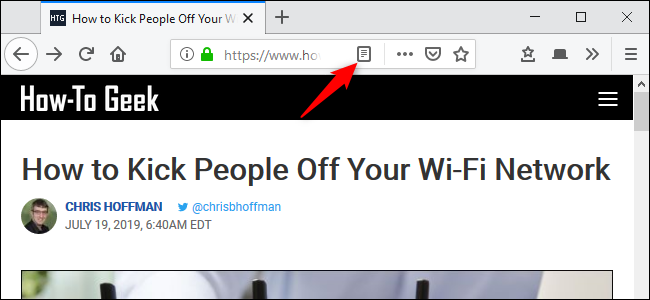 HTG How to Kick People Off Your W
https://www.ho
How-To Geek
How to Kick People Off Your Wi-Fi Network
CHRIS HOFFMAN @chrisbhoffman
JULY 19, 2019, 6:40AM EDT